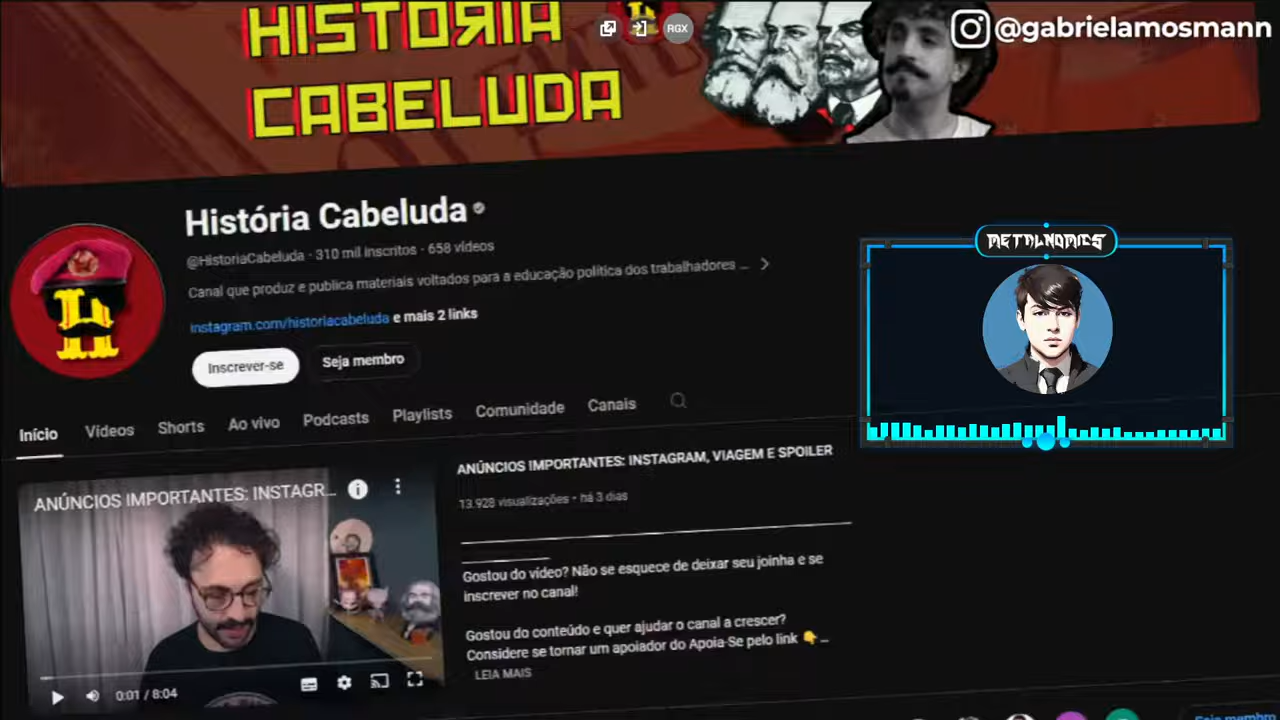 HISTÓRIA
CABELUDA
RGX
@gabrielamosmann
História Cabeluda
@HistoriaCabeluda · 310 mil inscritos · 658 vídeos
Canal que produz e publica materiais voltados para a educação política dos trabalhadores ...
instagram.com/historiacabeluda e mais 2 links
Inscrever-se
Seja membro
METALNOMICS
Início
Vídeos
Shorts
Ao vivo
Podcasts
Playlists
Comunidade
Canais
ANÚNCIOS IMPORTANTES: INSTAGR...
ANÚNCIOS IMPORTANTES: INSTAGRAM, VIAGEM E SPOILER
13.928 visualizações • há 3 dias
Gostou do vídeo? Não se esquece de deixar seu joinha e se
inscrever no canal!
Gostou do conteúdo e quer ajudar o canal a crescer?
Considere se tornar um apoiador do Apoia-Se pelo link 👇 ...
LEIA MAIS
0:01 / 8:04
Seja membro